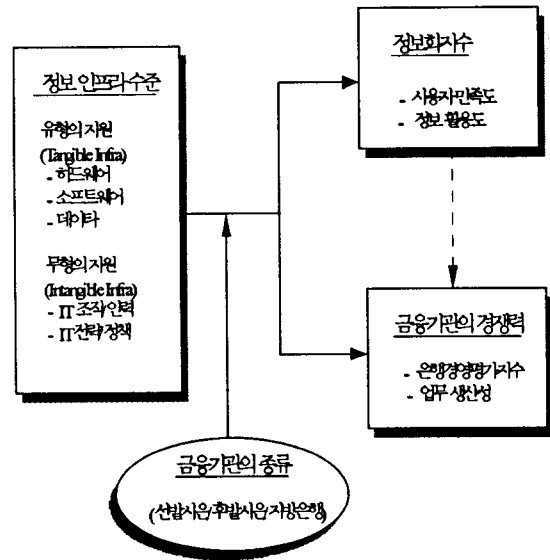 정보 인프라 수준
유형의 자원
(Tangible Infra)
- 하드웨어
- 소프트웨어
- 데이타
무형의 자원
(Intangible Infra)
- IT 조직/인력
- IT전략/정책
정보화지수
- 사용자 만족도
- 정보 활용도
금융기관의 경쟁력
- 은행경영평가지수
- 업무 생산성
금융기관의 종류
(선발시은/후발시은/지방은행)